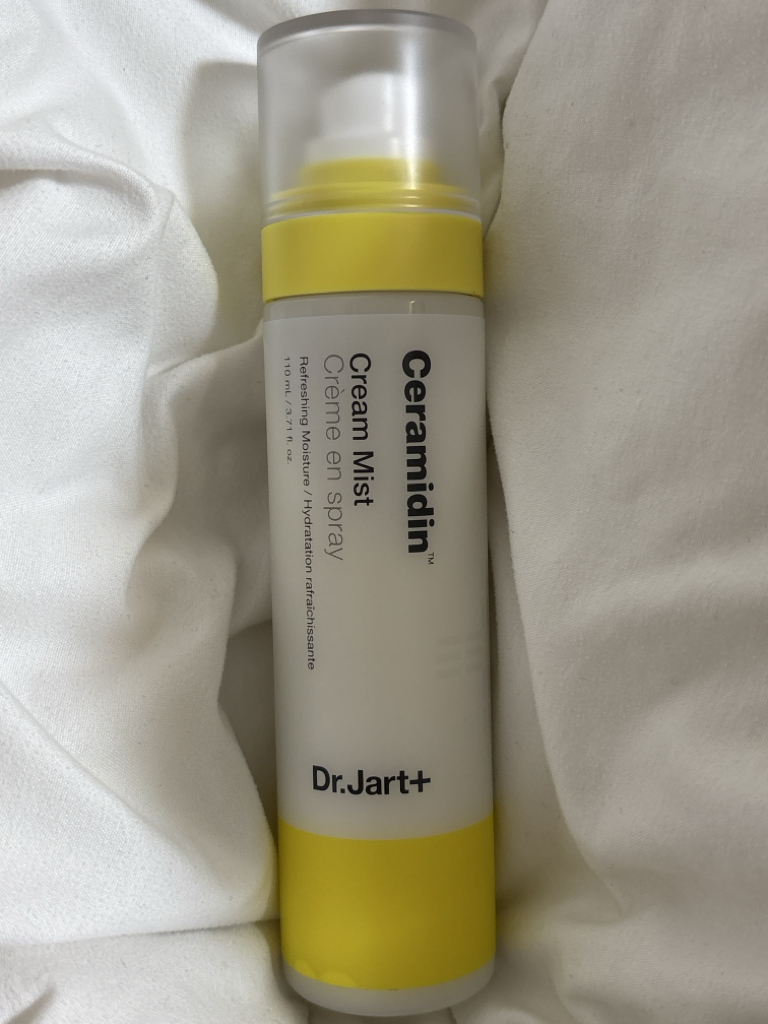 Ceramidin™
Cream Mist
Crème en spray
Refreshing Moisture / Hydratation rafraîchissante
110 mL / 3.71 fl. oz.
Dr.Jart+